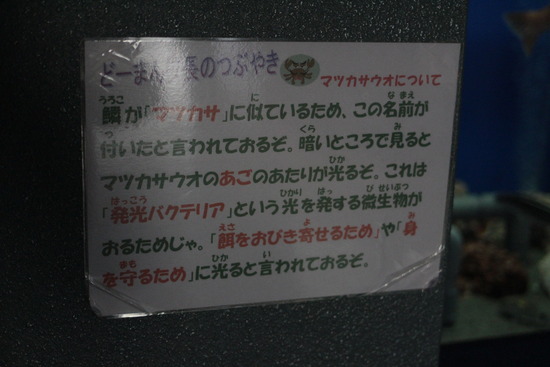 どーまん 長のつぶやき
マツカサウオについて
鱗が「マツカサ」に似ているため、この名前が
付いたと言われておるぞ。暗いところで見ると
マツカサウオのあごのあたりが光るぞ。これは
「発光バクテリア」という光を発する微生物が
おるためじゃ。「餌をおびき寄せるため」や「身
を守るため」に光ると言われておるぞ。